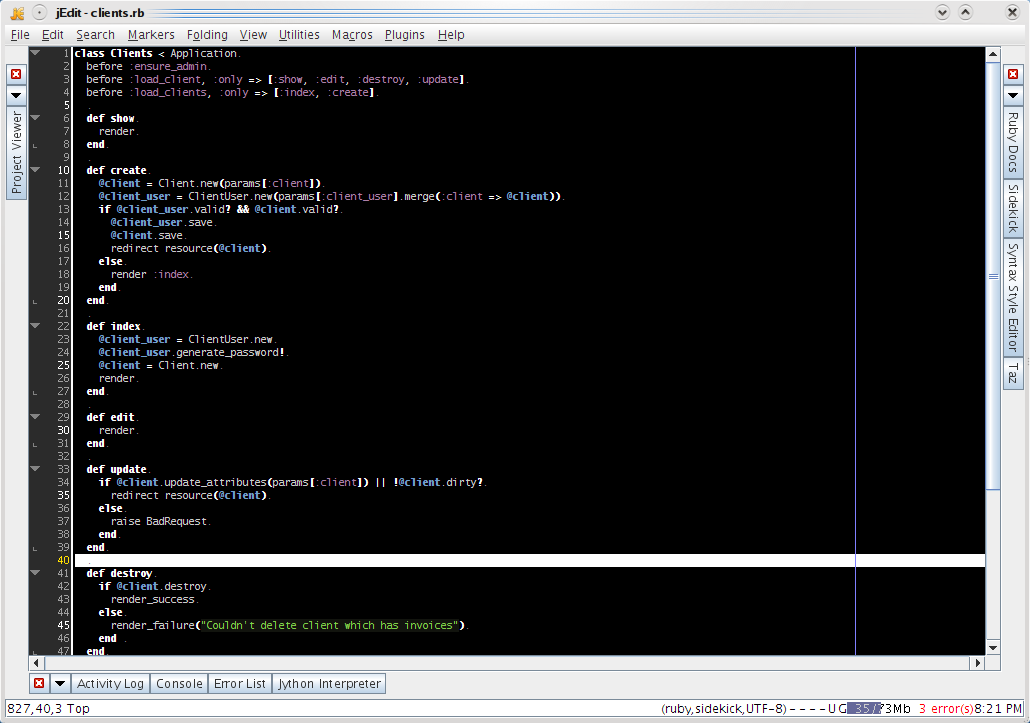 jEdit - clients.rb
File Edit Search Markers Folding View Utilities Macros Plugins Help
Project Viewer
1 class Clients < Application.
2   before :ensure_admin.
3   before :load_client, :only => [:show, :edit, :destroy, :update].
4   before :load_clients, :only => [:index, :create].
5   .
6   def show.
7     render.
8   end.
9   .
10   def create.
11     @client = Client.new(params[:client]).
12     @client_user = ClientUser.new(params[:client_user].merge(:client => @client)).
13     if @client_user.valid? && @client.valid?.
14       @client_user.save.
15       @client.save.
16       redirect resource(@client).
17     else.
18       render :index.
19     end.
20   end.
21   .
22   def index.
23     @client_user = ClientUser.new.
24     @client_user.generate_password!.
25     @client = Client.new.
26     render.
27   end.
28   .
29   def edit.
30     render.
31   end.
32   .
33   def update.
34     if @client.update_attributes(params[:client]) || !@client.dirty?.
35       redirect resource(@client).
36     else.
37       raise BadRequest.
38     end.
39   end.
40   .
41   def destroy.
42     if @client.destroy.
43       render_success.
44     else.
45       render_failure("Couldn't delete client which has invoices").
46     end .
47   end.
Ruby Docs
Sidekick
Syntax Style Editor
Taz
Activity Log Console Error List Jython Interpreter
827,40,3 Top (ruby,sidekick,UTF-8) - - - - U G 35/73Mb 3 error(s) 8:21 PM